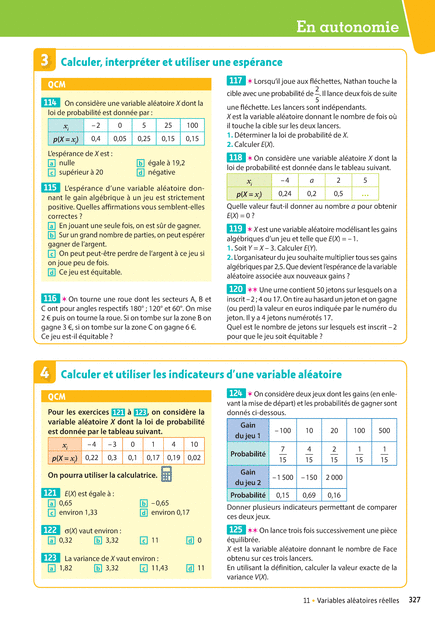 En autonomie
3 Calculer, interpréter et utiliser une espérance
QCM
114 On considère une variable aléatoire X dont la
loi de probabilité est donnée par :
xᵢ –2 0 5 25 100
p(X = xᵢ) 0,4 0,05 0,25 0,15 0,15
L'espérance de X est :
a nulle b égale à 19,2
c supérieur à 20 d négative
115 L'espérance d'une variable aléatoire don-
nant le gain algébrique à un jeu est strictement
positive. Quelles affirmations vous semblent-elles
correctes ?
a En jouant une seule fois, on est sûr de gagner.
b Sur un grand nombre de parties, on peut espérer
gagner de l'argent.
c On peut peut-être perdre de l'argent à ce jeu si
on joue peu de fois.
d Ce jeu est équitable.
116 * On tourne une roue dont les secteurs A, B et
C ont pour angles respectifs 180° ; 120° et 60°. On mise
2 € puis on tourne la roue. Si on tombe sur la zone B on
gagne 3 €, si on tombe sur la zone C on gagne 6 €.
Ce jeu est-il équitable ?
117 * Lorsqu'il joue aux fléchettes, Nathan touche la
cible avec une probabilité de 2/5. Il lance deux fois de suite
une fléchette. Les lancers sont indépendants.
X est la variable aléatoire donnant le nombre de fois où
il touche la cible sur les deux lancers.
1. Déterminer la loi de probabilité de X.
2. Calculer E(X).
118 * On considère une variable aléatoire X dont la
loi de probabilité est donnée dans le tableau suivant.
xᵢ –4 a 2 5
p(X = xᵢ) 0,24 0,2 0,5 …
Quelle valeur faut-il donner au nombre a pour obtenir
E(X) = 0 ?
119 * X est une variable aléatoire modélisant les gains
algébriques d'un jeu et telle que E(X) = –1.
1. Soit Y = X – 3. Calculer E(Y).
2. L'organisateur du jeu souhaite multiplier tous ses gains
algébriques par 2,5. Que devient l'espérance de la variable
aléatoire associée aux nouveaux gains ?
120 ** Une urne contient 50 jetons sur lesquels on a
inscrit –2 ; 4 ou 17. On tire au hasard un jeton et on gagne
(ou perd) la valeur en euros indiquée par le numéro du
jeton. Il y a 4 jetons numérotés 17.
Quel est le nombre de jetons sur lesquels est inscrit –2
pour que le jeu soit équitable ?
4 Calculer et utiliser les indicateurs d'une variable aléatoire
QCM
Pour les exercices 121 à 123, on considère la
variable aléatoire X dont la loi de probabilité
est donnée par le tableau suivant.
xᵢ –4 –3 0 1 4 10
p(X = xᵢ) 0,22 0,3 0,1 0,17 0,19 0,02
On pourra utiliser la calculatrice.
121 E(X) est égale à :
a 0,65 b –0,65
c environ 1,33 d environ 0,17
122 σ(X) vaut environ :
a 0,32 b 3,32 c 11 d 0
123 La variance de X vaut environ :
a 1,82 b 3,32 c 11,43 d 11
124 * On considère deux jeux dont les gains (en enle-
vant la mise de départ) et les probabilités de gagner sont
donnés ci-dessous.
Gain du jeu 1 –100 10 20 100 500
Probabilité 7/15 4/15 2/15 1/15 1/15
Gain du jeu 2 –1 500 –150 2 000
Probabilité 0,15 0,69 0,16
Donner plusieurs indicateurs permettant de comparer
ces deux jeux.
125 ** On lance trois fois successivement une pièce
équilibrée.
X est la variable aléatoire donnant le nombre de Face
obtenu sur ces trois lancers.
En utilisant la définition, calculer la valeur exacte de la
variance V(X).
11 • Variables aléatoires réelles 327